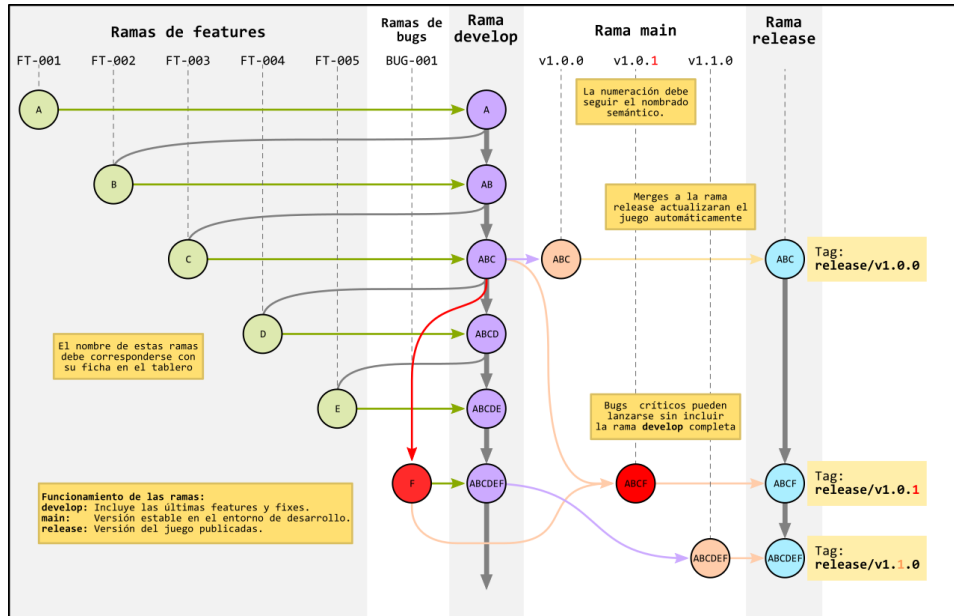 Ramas de features
Ramas de
bugs
Rama
develop
Rama main
Rama
release
FT-001
FT-002
FT-003
FT-004
FT-005
BUG-001
v1.0.0
v1.0.1
v1.1.0
La numeración debe
seguir el nombrado
semántico.
A
A
B
AB
Merges a la rama
release actualizaran el
juego automáticamente
C
ABC
ABC
ABC
Tag:
release/v1.0.0
D
ABCD
El nombre de estas ramas
debe corresponderse con
su ficha en el tablero
E
ABCDE
Bugs críticos pueden
lanzarse sin incluir
la rama develop completa
F
ABCDEF
ABCF
ABCF
Tag:
release/v1.0.1
Funcionamiento de las ramas:
develop: Incluye las últimas features y fixes.
main: Versión estable en el entorno de desarrollo.
release: Versión del juego publicadas.
ABCDEF
ABCDEF
Tag:
release/v1.1.0